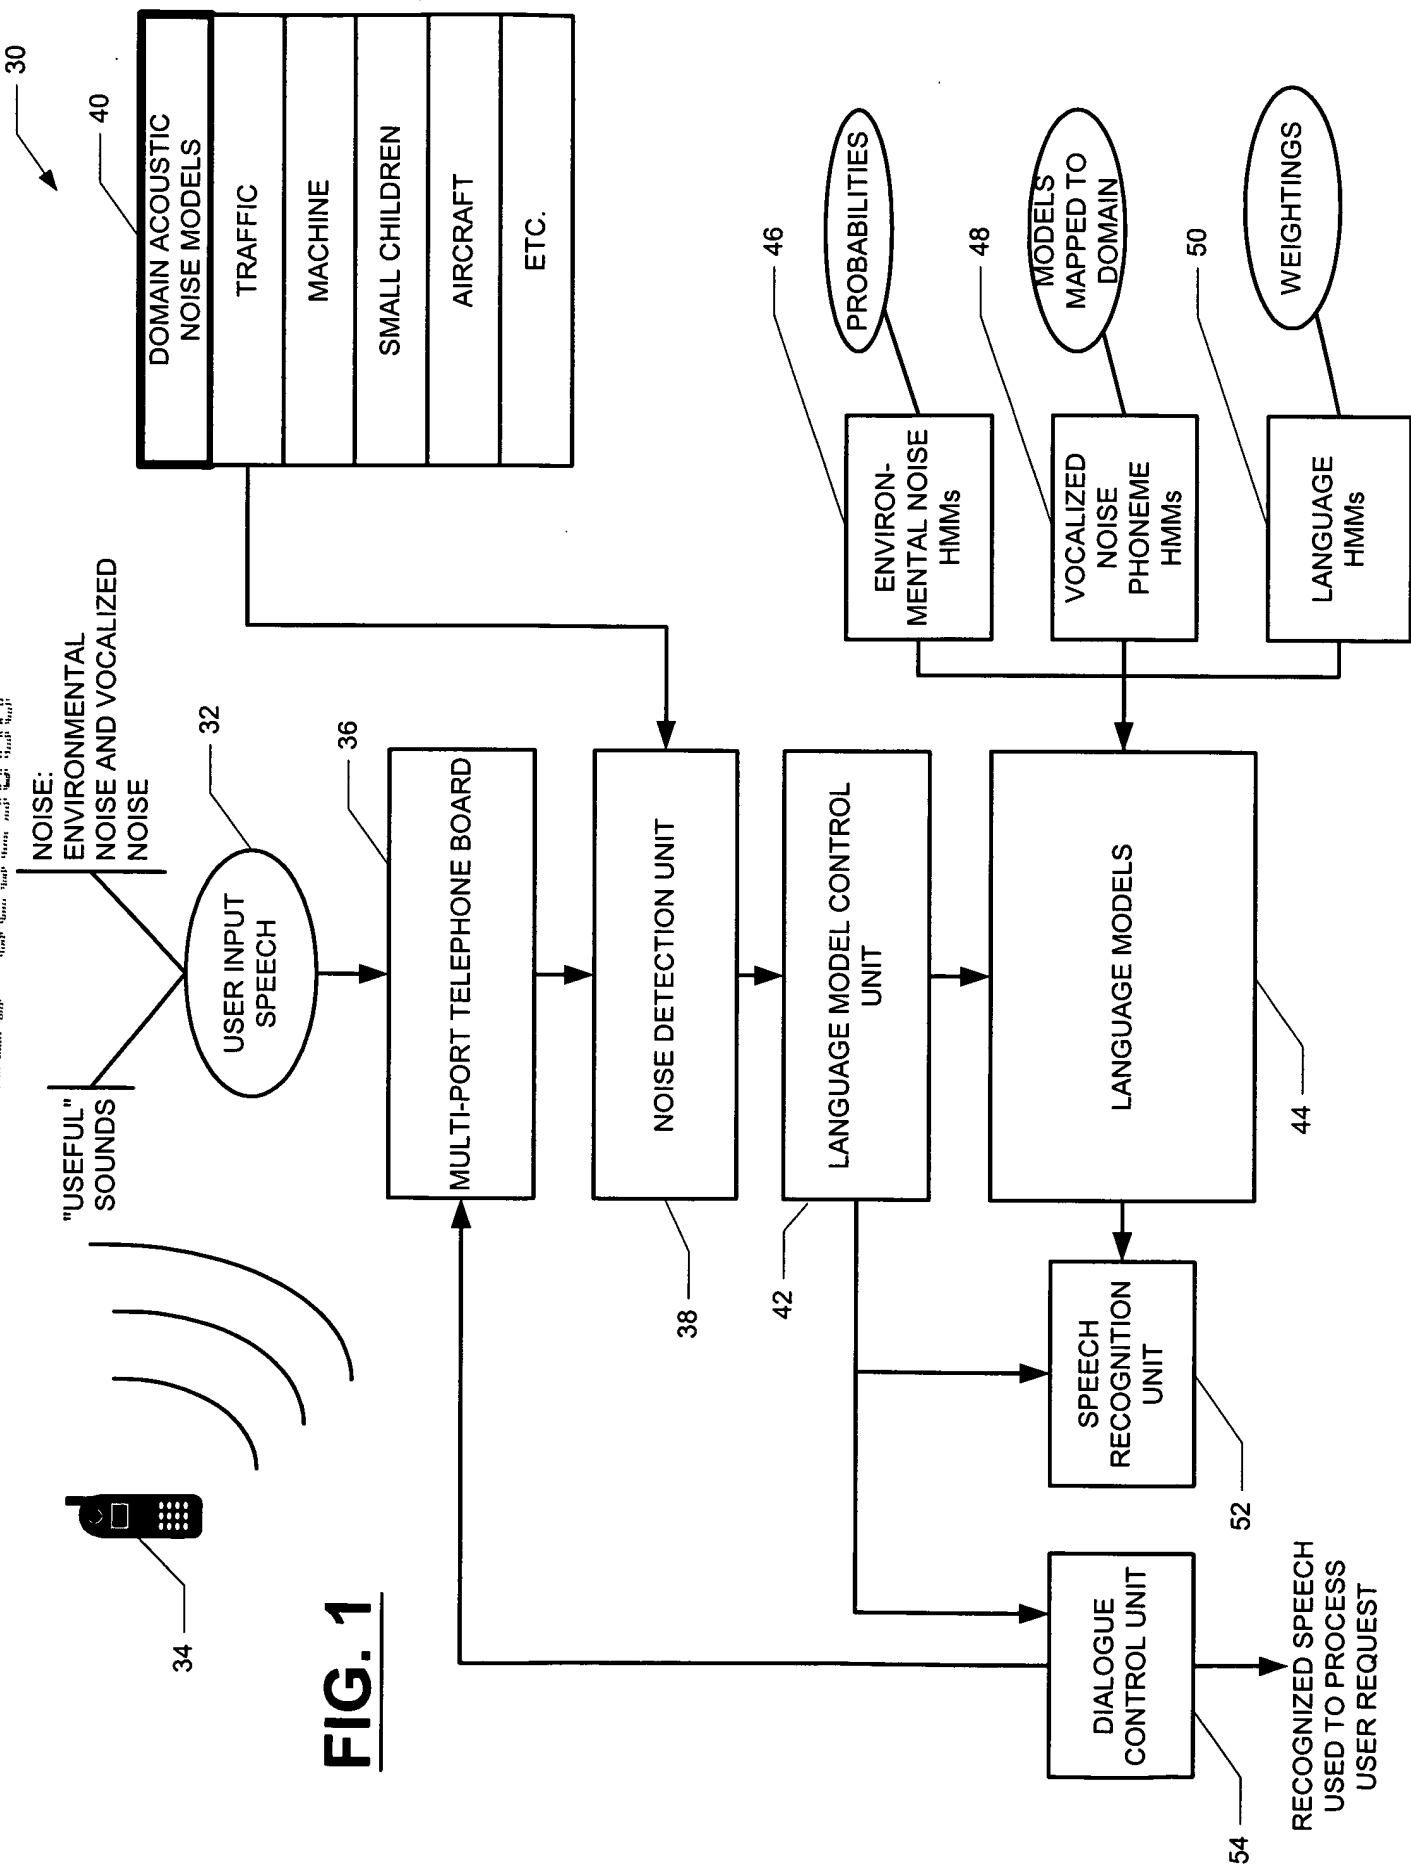 30
40
DOMAIN ACOUSTIC
NOISE MODELS
TRAFFIC
MACHINE
SMALL CHILDREN
AIRCRAFT
ETC.
NOISE:
ENVIRONMENTAL
NOISE AND VOCALIZED
NOISE
"USEFUL"
SOUNDS
32
USER INPUT
SPEECH
34
36
MULTI-PORT TELEPHONE BOARD
NOISE DETECTION UNIT
38
LANGUAGE MODEL CONTROL
UNIT
42
LANGUAGE MODELS
44
46
ENVIRON-
MENTAL NOISE
HMMs
PROBABILITIES
48
VOCALIZED
NOISE
PHONEME
HMMs
MODELS
MAPPED TO
DOMAIN
50
LANGUAGE
HMMs
WEIGHTINGS
SPEECH
RECOGNITION
UNIT
52
DIALOGUE
CONTROL UNIT
54
RECOGNIZED SPEECH
USED TO PROCESS
USER REQUEST
FIG. 1